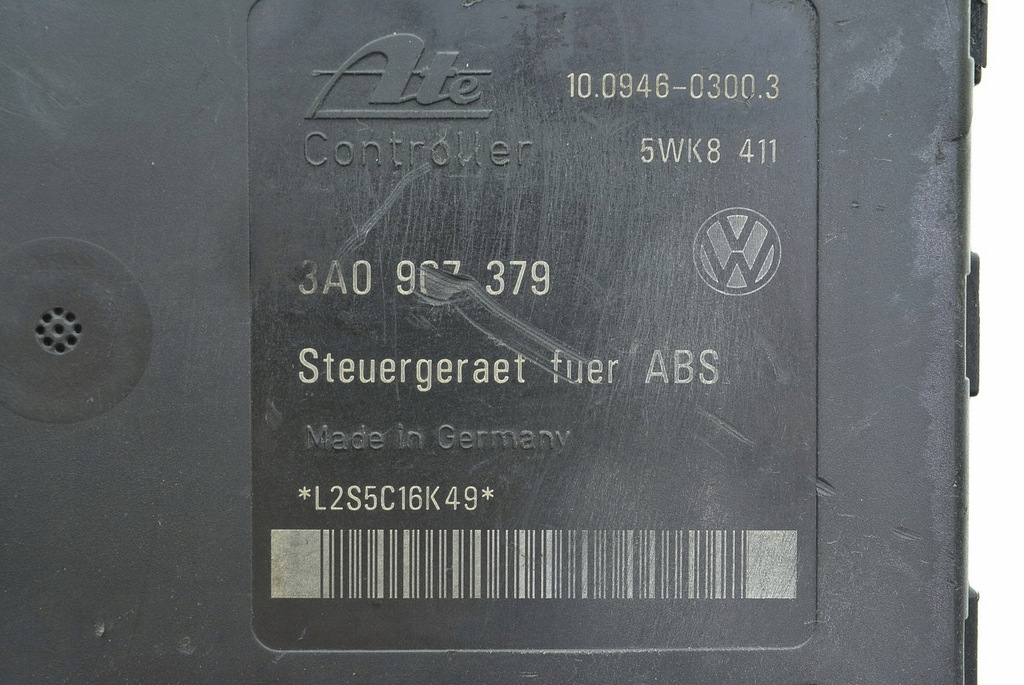 Ate
10.0946-0300.3
Controller
5WK8 411
3A0 907 379
Steuergeraet fuer ABS
Made in Germany
*L2S5C16K49*